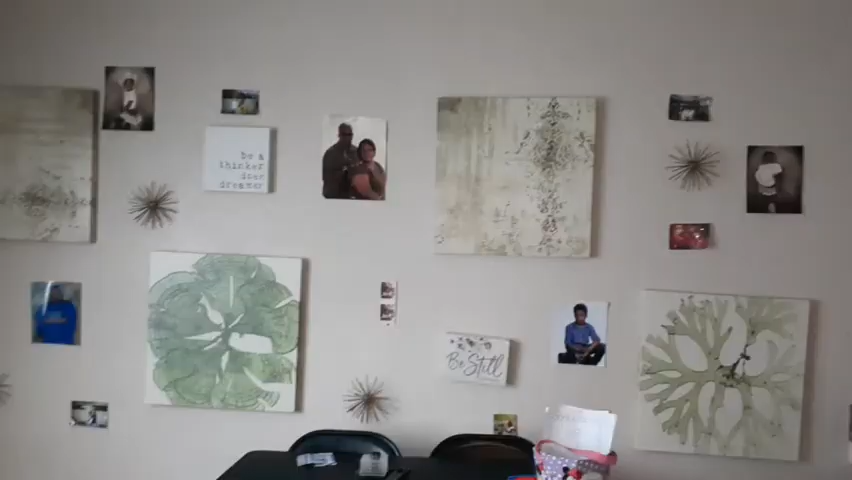 be a
thinker
doer
dreamer
Be Still